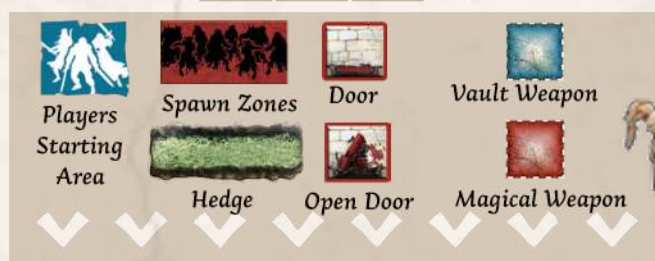 Players
Starting
Area
Spawn Zones
Hedge
Door
Open Door
Vault Weapon
Magical Weapon